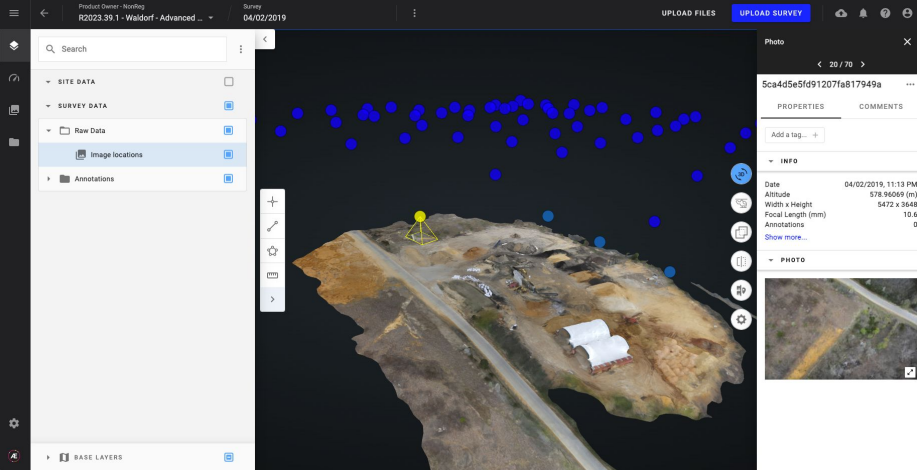 Product Owner - NonReg
R2023.39.1 - Waldorf - Advanced ...
Survey
04/02/2019
UPLOAD FILES
UPLOAD SURVEY
Search
SITE DATA
SURVEY DATA
Raw Data
Image locations
Annotations
BASE LAYERS
3D
Photo
20 / 70
5ca4d5e5fd91207fa817949a
PROPERTIES COMMENTS
Add a tag... +
INFO
Date 04/02/2019, 11:13 PM
Altitude 578.96069 (m)
Width x Height 5472 x 3648
Focal Length (mm) 10.6
Annotations 0
Show more...
PHOTO